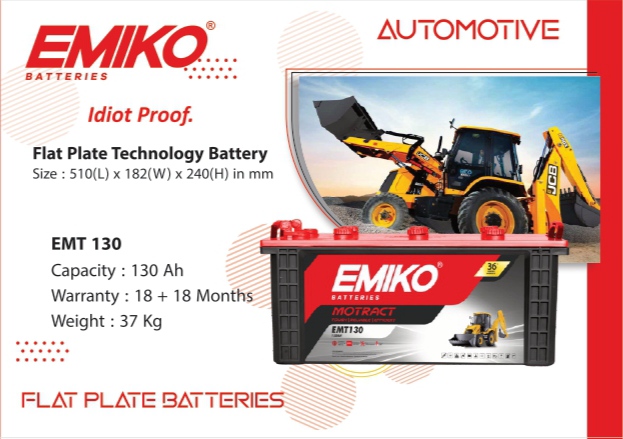 EMIKO®
BATTERIES
AUTOMOTIVE
Idiot Proof.
Flat Plate Technology Battery
Size : 510(L) x 182(W) x 240(H) in mm
JCB
JCB
EMT 130
Capacity : 130 Ah
Warranty : 18 + 18 Months
Weight : 37 Kg
EMIKO®
BATTERIES
36
MOTRACT
EMT130
FLAT PLATE BATTERIES